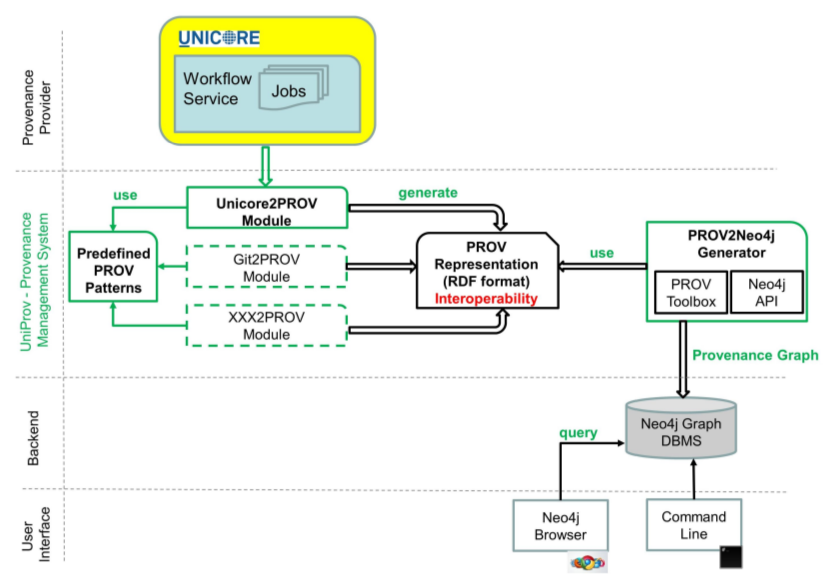 Provenance
Provider
UNICORE
Workflow
Service
Jobs
UniProv - Provenance
Management System
use
Unicore2PROV
Module
generate
Predefined
PROV
Patterns
Git2PROV
Module
XXX2PROV
Module
PROV
Representation
(RDF format)
Interoperability
use
PROV2Neo4j
Generator
PROV
Toolbox
Neo4j
API
Provenance Graph
Backend
query
Neo4j Graph
DBMS
User
Interface
Neo4j
Browser
Command
Line